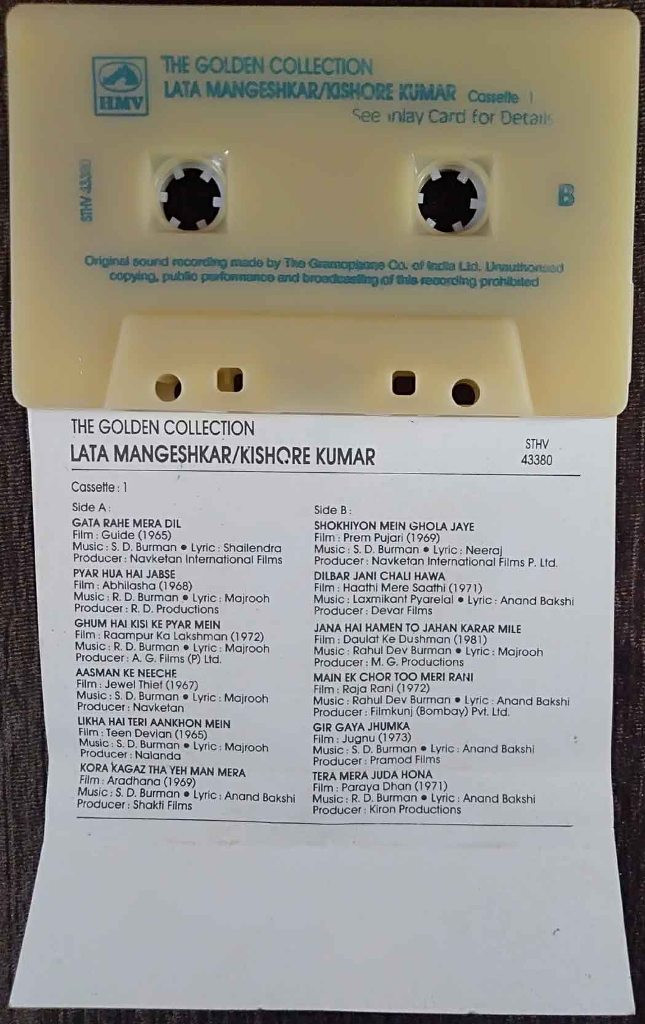 THE GOLDEN COLLECTION
LATA MANGESHKAR/KISHORE KUMAR Cassette 1
See inlay Card for Details
HMV
STHV 43380
B
Original sound recording made by The Gramophone Co. of India Ltd. Unauthorised
copying, public performance and broadcasting of this recording prohibited
THE GOLDEN COLLECTION
LATA MANGESHKAR/KISHORE KUMAR
STHV
43380
Cassette : 1
Side A :
GATA RAHE MERA DIL
Film : Guide (1965)
Music : S. D. Burman ● Lyric : Shailendra
Producer : Navketan International Films
PYAR HUA HAI JABSE
Film : Abhilasha (1968)
Music : R. D. Burman ● Lyric : Majrooh
Producer : R. D. Productions
GHUM HAI KISI KE PYAR MEIN
Film : Raampur Ka Lakshman (1972)
Music : R. D. Burman ● Lyric : Majrooh
Producer : A. G. Films (P) Ltd.
AASMAN KE NEECHE
Film : Jewel Thief (1967)
Music : S. D. Burman ● Lyric : Majrooh
Producer : Navketan
LIKHA HAI TERI AANKHON MEIN
Film : Teen Devian (1965)
Music : S. D. Burman ● Lyric : Majrooh
Producer : Nalanda
KORA KAGAZ THA YEH MAN MERA
Film : Aradhana (1969)
Music : S. D. Burman ● Lyric : Anand Bakshi
Producer : Shakti Films
Side B :
SHOKHIYON MEIN GHOLA JAYE
Film : Prem Pujari (1969)
Music : S. D. Burman ● Lyric : Neeraj
Producer : Navketan International Films P. Ltd.
DILBAR JANI CHALI HAWA
Film : Haathi Mere Saathi (1971)
Music : Laxmikant Pyarelal ● Lyric : Anand Bakshi
Producer : Devar Films
JANA HAI HAMEN TO JAHAN KARAR MILE
Film : Daulat Ke Dushman (1981)
Music : Rahul Dev Burman ● Lyric : Majrooh
Producer : M. G. Productions
MAIN EK CHOR TOO MERI RANI
Film : Raja Rani (1972)
Music : Rahul Dev Burman ● Lyric : Anand Bakshi
Producer : Filmkunj (Bombay) Pvt. Ltd.
GIR GAYA JHUMKA
Film : Jugnu (1973)
Music : S. D. Burman ● Lyric : Anand Bakshi
Producer : Pramod Films
TERA MERA JUDA HONA
Film : Paraya Dhan (1971)
Music : R. D. Burman ● Lyric : Anand Bakshi
Producer : Kiron Productions